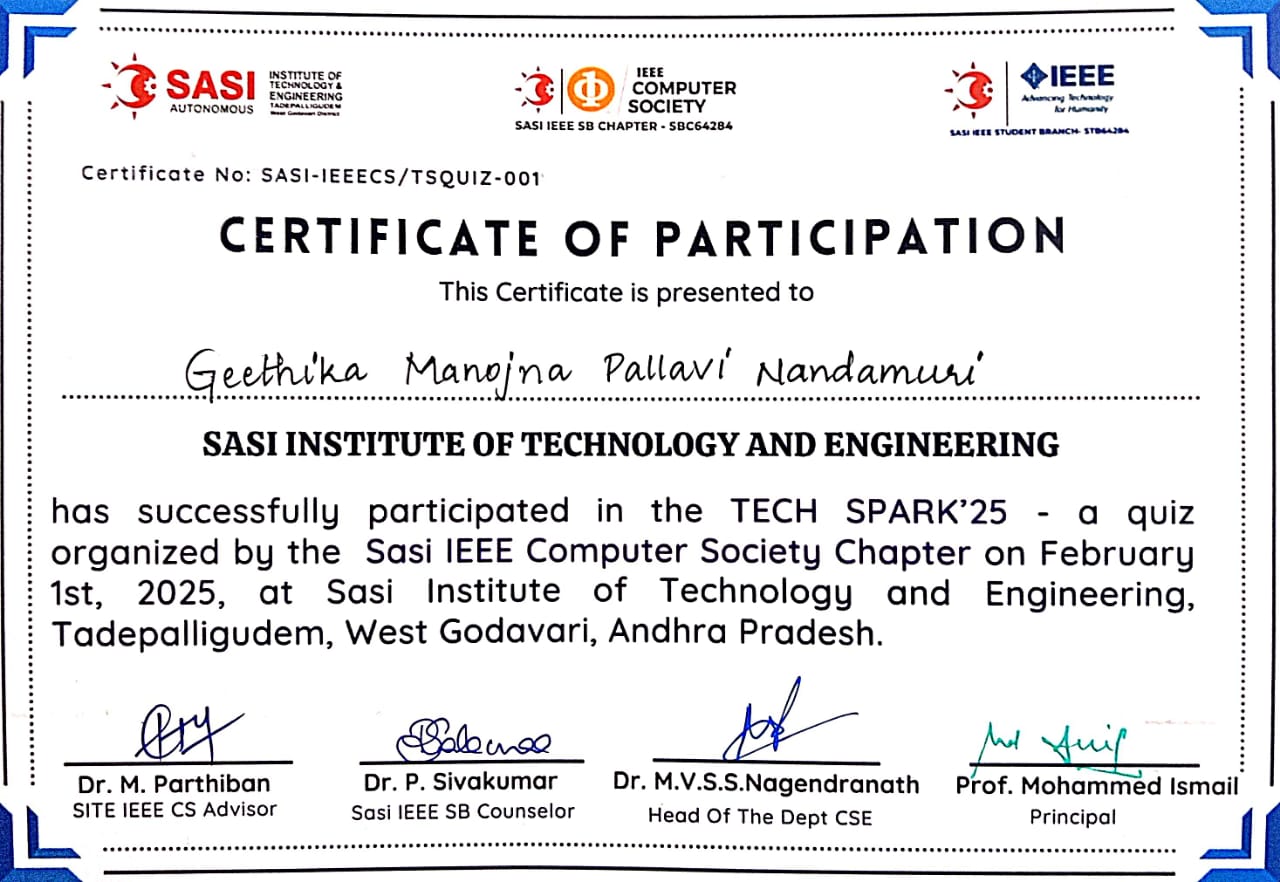 SASI
AUTONOMOUS
INSTITUTE OF
TECHNOLOGY &
ENGINEERING
TADEPALLIGUDEM
West Godavari District
IEEE
COMPUTER
SOCIETY
SASI IEEE SB CHAPTER - SBC64284
IEEE
Advancing Technology
for Humanity
SASI IEEE STUDENT BRANCH- STB64284
Certificate No: SASI-IEEECS/TSQUIZ-001
CERTIFICATE OF PARTICIPATION
This Certificate is presented to
Geethika Manojna Pallavi Nandamuri
SASI INSTITUTE OF TECHNOLOGY AND ENGINEERING
has successfully participated in the TECH SPARK'25 - a quiz
organized by the Sasi IEEE Computer Society Chapter on February
1st, 2025, at Sasi Institute of Technology and Engineering,
Tadepalligudem, West Godavari, Andhra Pradesh.
Dr. M. Parthiban
SITE IEEE CS Advisor
Dr. P. Sivakumar
Sasi IEEE SB Counselor
Dr. M.V.S.S.Nagendranath
Head Of The Dept CSE
Prof. Mohammed Ismail
Principal